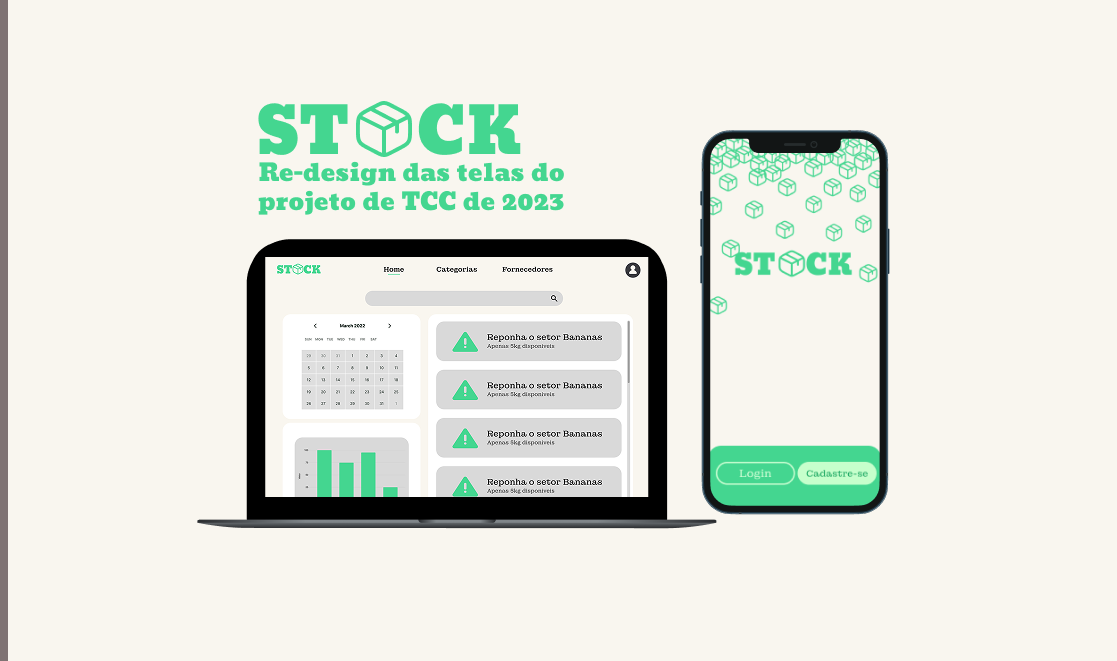 STOCK
Re-design das telas do
projeto de TCC de 2023
STOCK
Home Categorias Fornecedores
March 2022
SUN MON TUE WED THU FRI SAT
29 30 31 1 2 3 4
5 6 7 8 9 10 11
12 13 14 15 16 17 18
19 20 21 22 23 24 25
26 27 28 29 30 31 1
Reponha o setor Bananas
Apenas 5kg disponíveis
Reponha o setor Bananas
Apenas 5kg disponíveis
Reponha o setor Bananas
Apenas 5kg disponíveis
Reponha o setor Bananas
Apenas 5kg disponíveis
STOCK
Login Cadastre-se